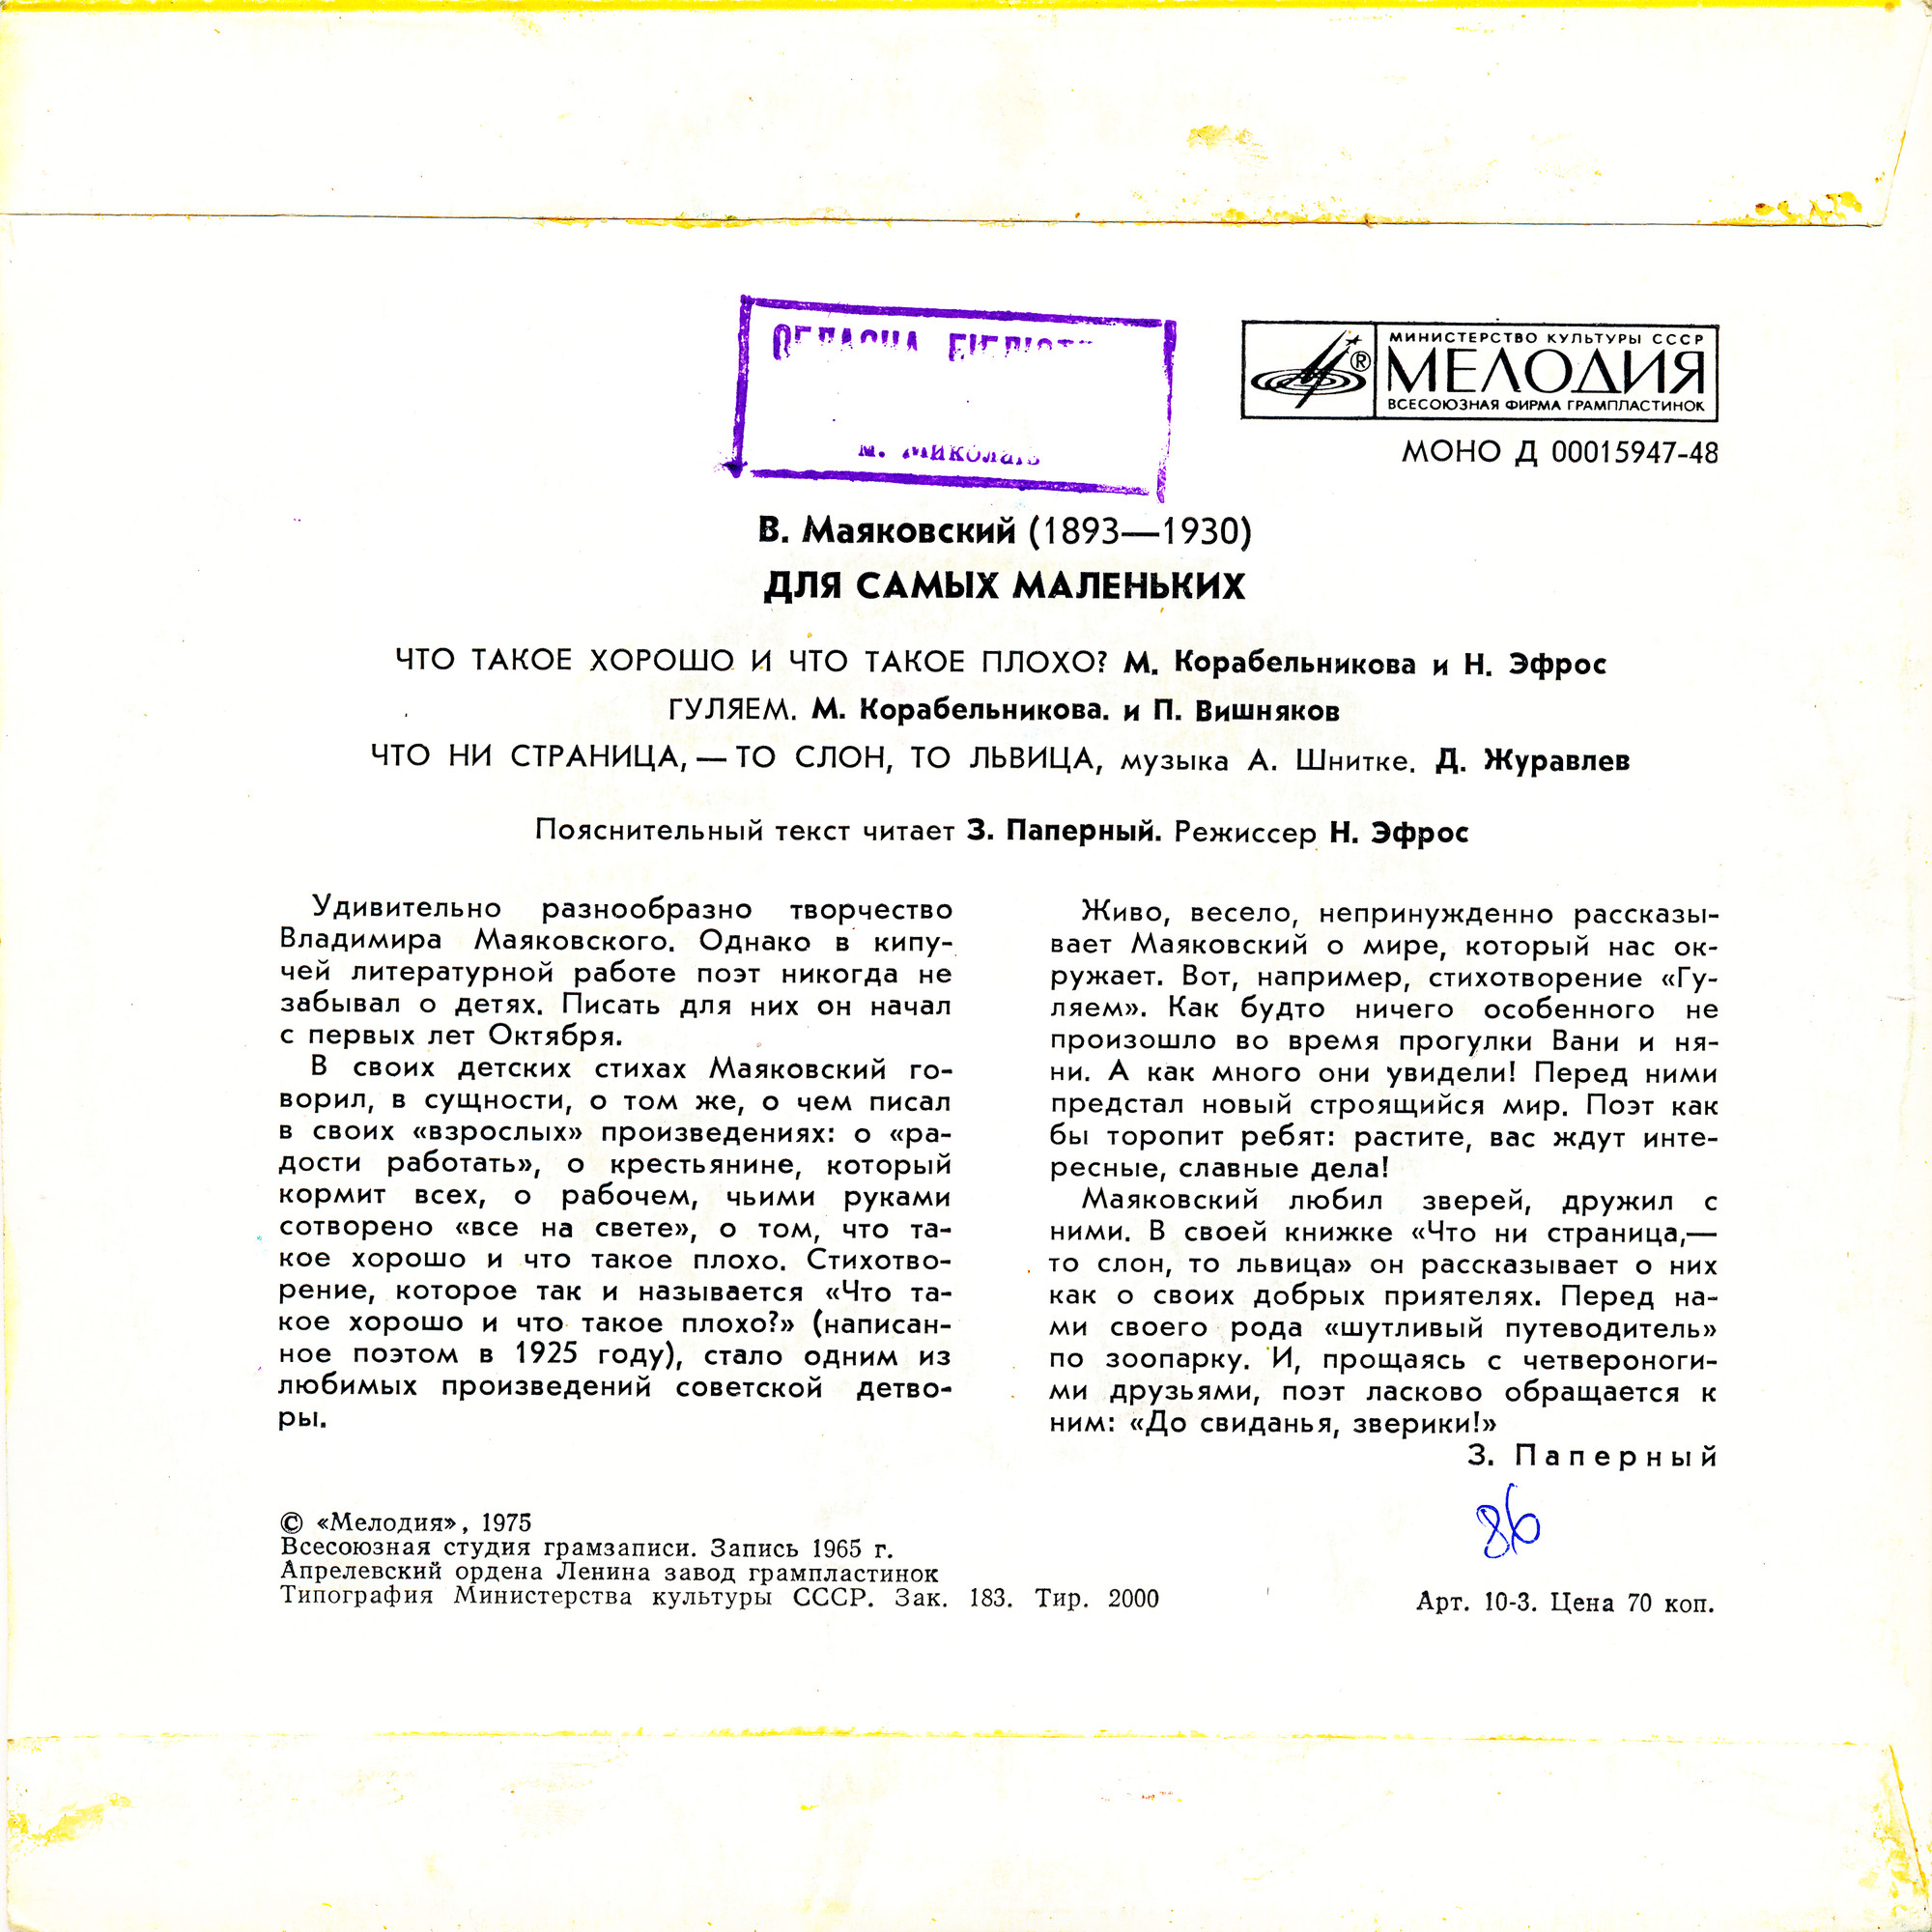 МИНИСТЕРСТВО КУЛЬТУРЫ СССР
МЕЛОДИЯ
ВСЕСОЮЗНАЯ ФИРМА ГРАМПЛАСТИНОК
МОНО Д 00015947-48
В. Маяковский (1893—1930)
ДЛЯ САМЫХ МАЛЕНЬКИХ
ЧТО ТАКОЕ ХОРОШО И ЧТО ТАКОЕ ПЛОХО? М. Корабельникова и Н. Эфрос
ГУЛЯЕМ. М. Корабельникова. и П. Вишняков
ЧТО НИ СТРАНИЦА, — ТО СЛОН, ТО ЛЬВИЦА, музыка А. Шнитке. Д. Журавлев
Пояснительный текст читает З. Паперный. Режиссер Н. Эфрос
Удивительно разнообразно творчество
Владимира Маяковского. Однако в кипу-
чей литературной работе поэт никогда не
забывал о детях. Писать для них он начал
с первых лет Октября.
В своих детских стихах Маяковский го-
ворил, в сущности, о том же, о чем писал
в своих «взрослых» произведениях: о «ра-
дости работать», о крестьянине, который
кормит всех, о рабочем, чьими руками
сотворено «все на свете», о том, что та-
кое хорошо и что такое плохо. Стихотво-
рение, которое так и называется «Что та-
кое хорошо и что такое плохо?» (написан-
ное поэтом в 1925 году), стало одним из
любимых произведений советской детво-
ры.
Живо, весело, непринужденно рассказы-
вает Маяковский о мире, который нас ок-
ружает. Вот, например, стихотворение «Гу-
ляем». Как будто ничего особенного не
произошло во время прогулки Вани и ня-
ни. А как много они увидели! Перед ними
предстал новый строящийся мир. Поэт как
бы торопит ребят: растите, вас ждут инте-
ресные, славные дела!
Маяковский любил зверей, дружил с
ними. В своей книжке «Что ни страница,—
то слон, то львица» он рассказывает о них
как о своих добрых приятелях. Перед на-
ми своего рода «шутливый путеводитель»
по зоопарку. И, прощаясь с четвероноги-
ми друзьями, поэт ласково обращается к
ним: «До свиданья, зверики!»
З. Паперный
86
© «Мелодия», 1975
Всесоюзная студия грамзаписи. Запись 1965 г.
Апрелевский ордена Ленина завод грампластинок
Типография Министерства культуры СССР. Зак. 183. Тир. 2000
Арт. 10-3. Цена 70 коп.